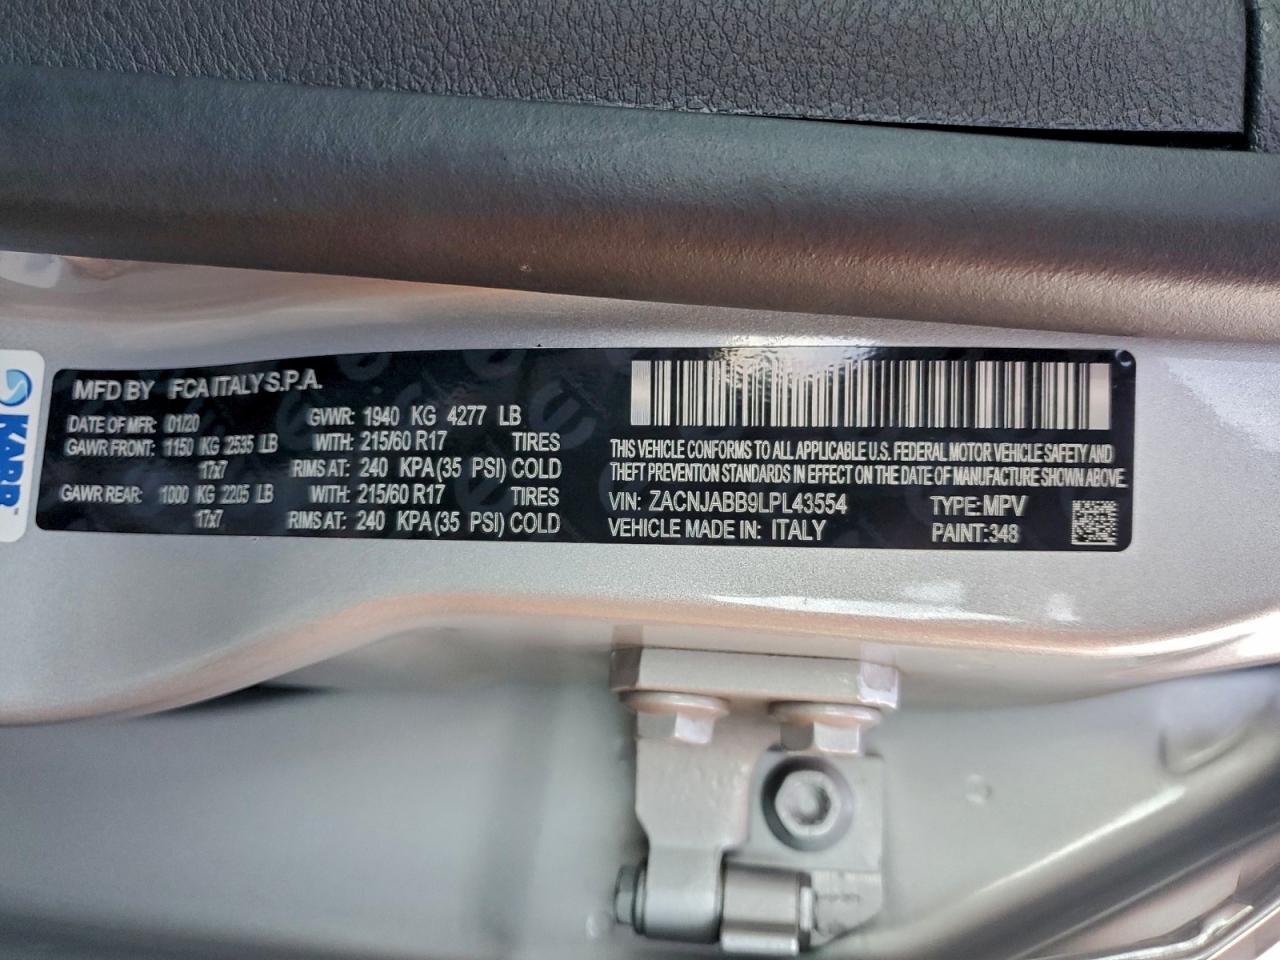 KARR™
MFD BY FCA ITALY S.P.A.
DATE OF MFR: 01/20 GVWR: 1940 KG 4277 LB
GAWR FRONT: 1150 KG 2535 LB WITH: 215/60 R17 TIRES
17x7 RIMS AT: 240 KPA (35 PSI) COLD
GAWR REAR: 1000 KG 2205 LB WITH: 215/60 R17 TIRES
17x7 RIMS AT: 240 KPA (35 PSI) COLD
THIS VEHICLE CONFORMS TO ALL APPLICABLE U.S. FEDERAL MOTOR VEHICLE SAFETY AND
THEFT PREVENTION STANDARDS IN EFFECT ON THE DATE OF MANUFACTURE SHOWN ABOVE.
VIN: ZACNJABB9LPL43554 TYPE: MPV
VEHICLE MADE IN: ITALY PAINT: 348